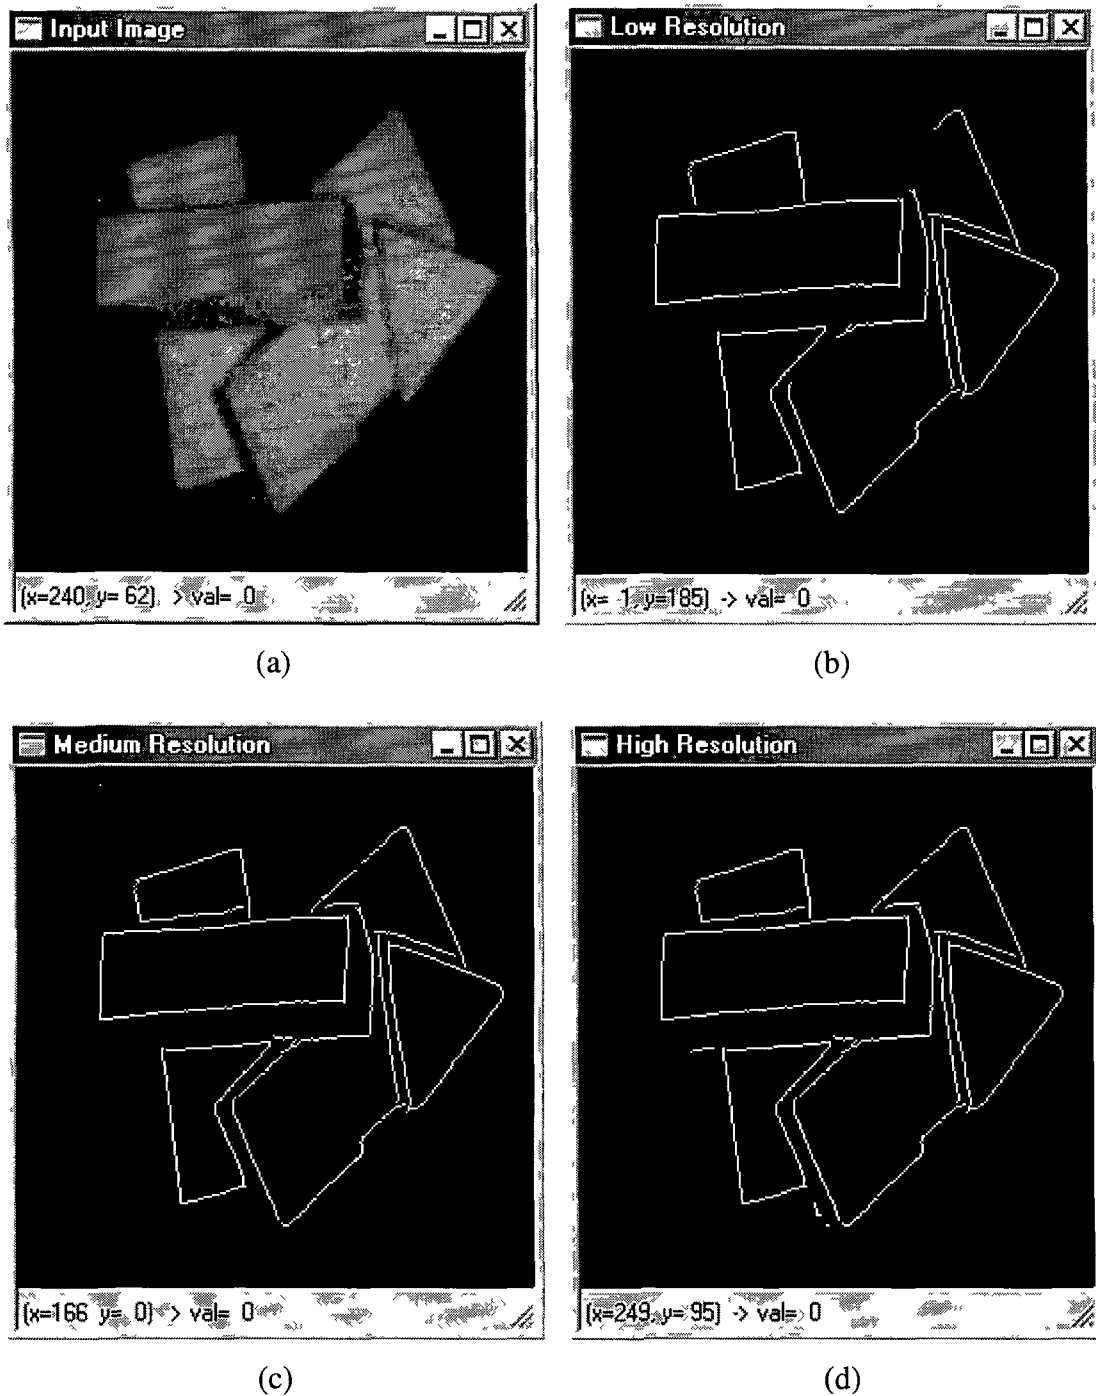 Input Image
Low Resolution
(x=240, y= 62) -> val= 0
(x= 1, y=185) -> val= 0
(a)
(b)
Medium Resolution
High Resolution
(x=166 y= 0) -> val= 0
(x=249, y= 95) -> val= 0
(c)
(d)